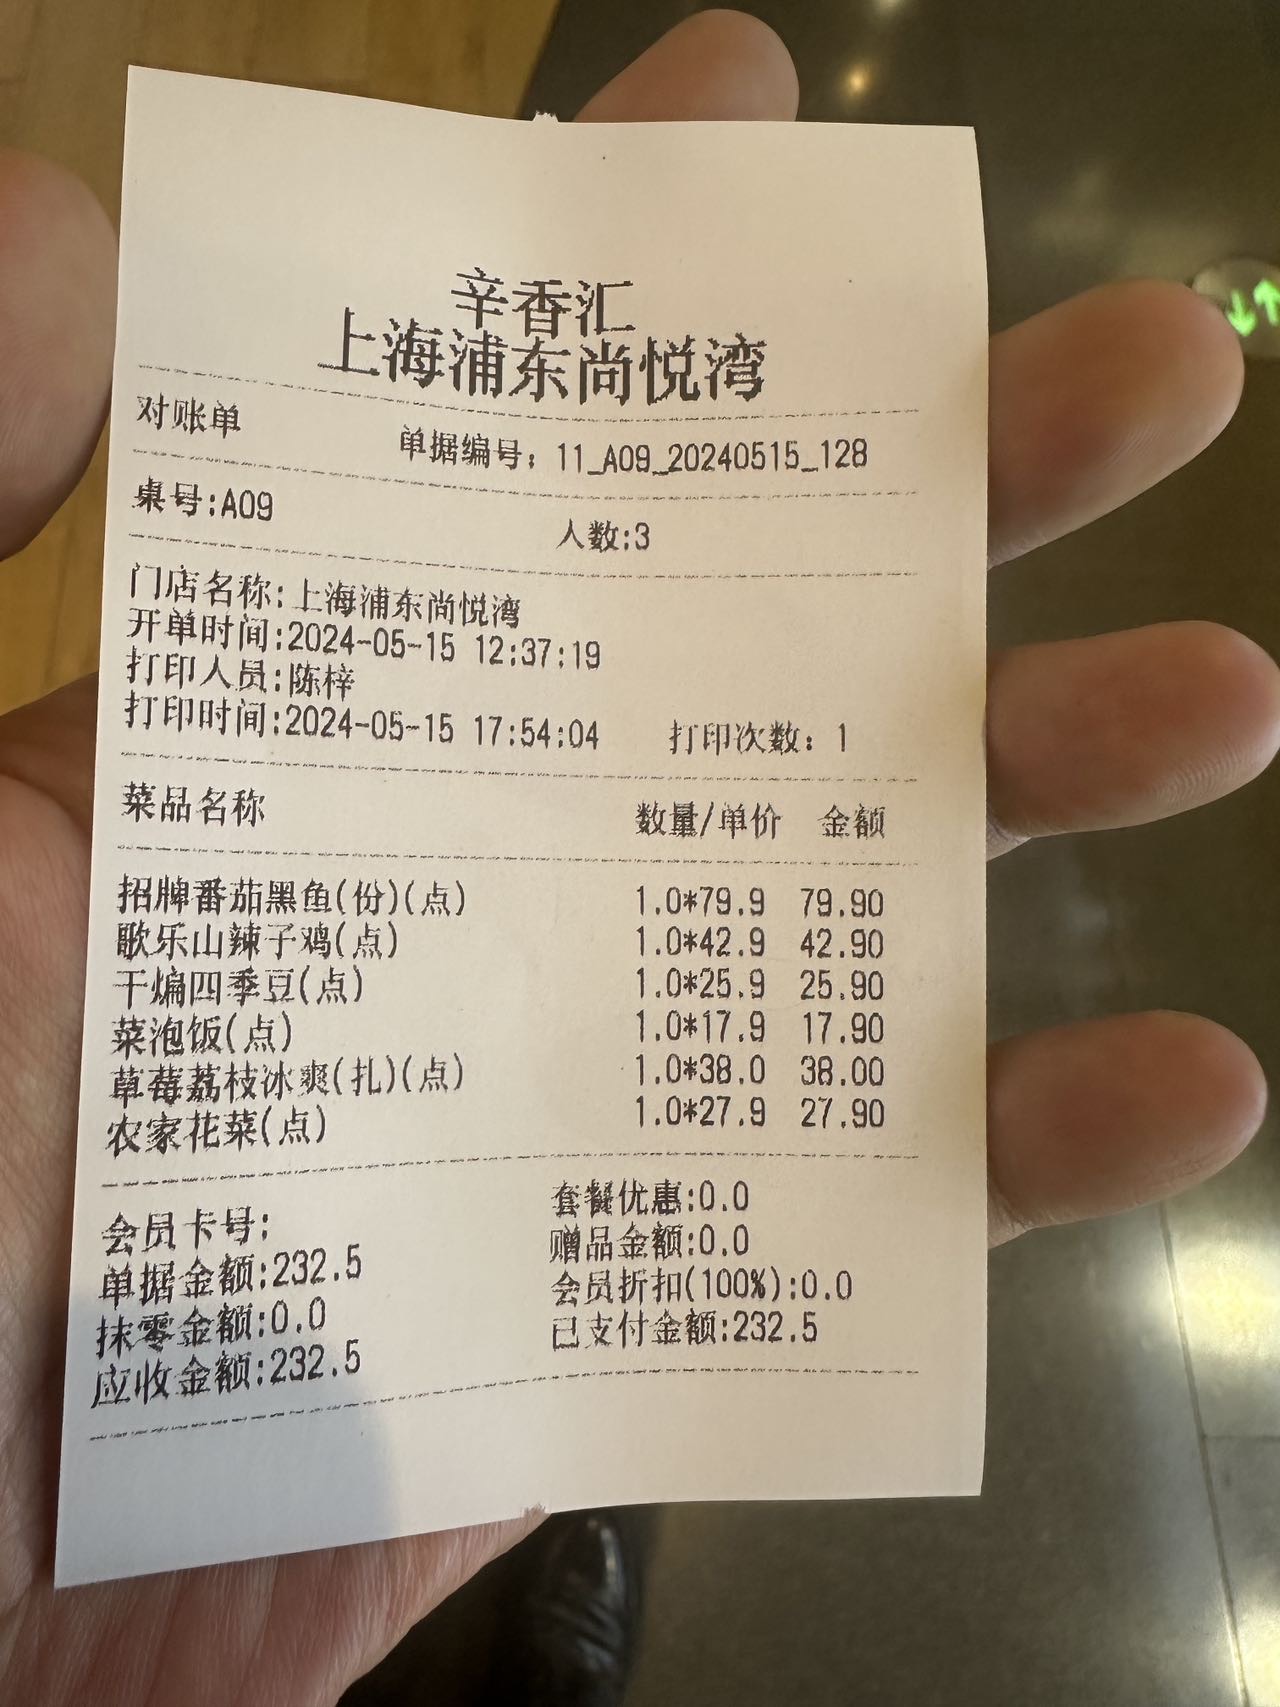 辛香汇
上海浦东尚悦湾
对账单 单据编号：11_A09_20240515_128
桌号:A09 人数:3
门店名称:上海浦东尚悦湾
开单时间:2024-05-15 12:37:19
打印人员:陈梓
打印时间:2024-05-15 17:54:04 打印次数：1
菜品名称 数量/单价 金额
招牌番茄黑鱼(份)(点) 1.0*79.9 79.90
歌乐山辣子鸡(点) 1.0*42.9 42.90
干煸四季豆(点) 1.0*25.9 25.90
菜泡饭(点) 1.0*17.9 17.90
草莓荔枝冰爽(扎)(点) 1.0*38.0 38.00
农家花菜(点) 1.0*27.9 27.90
会员卡号: 套餐优惠:0.0
单据金额:232.5 赠品金额:0.0
抹零金额:0.0 会员折扣(100%):0.0
应收金额:232.5 已支付金额:232.5